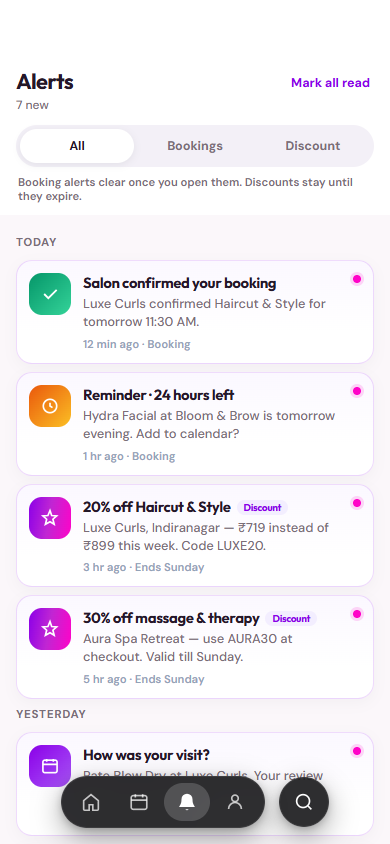 Alerts
Mark all read
7 new
All
Bookings
Discount
Booking alerts clear once you open them. Discounts stay until
they expire.
TODAY
Salon confirmed your booking
Luxe Curls confirmed Haircut & Style for
tomorrow 11:30 AM.
12 min ago · Booking
Reminder · 24 hours left
Hydra Facial at Bloom & Brow is tomorrow
evening. Add to calendar?
1 hr ago · Booking
20% off Haircut & Style Discount
Luxe Curls, Indiranagar — ₹719 instead of
₹899 this week. Code LUXE20.
3 hr ago · Ends Sunday
30% off massage & therapy Discount
Aura Spa Retreat — use AURA30 at
checkout. Valid till Sunday.
5 hr ago · Ends Sunday
YESTERDAY
How was your visit?
Rate Blow Dry at Luxe Curls. Your review